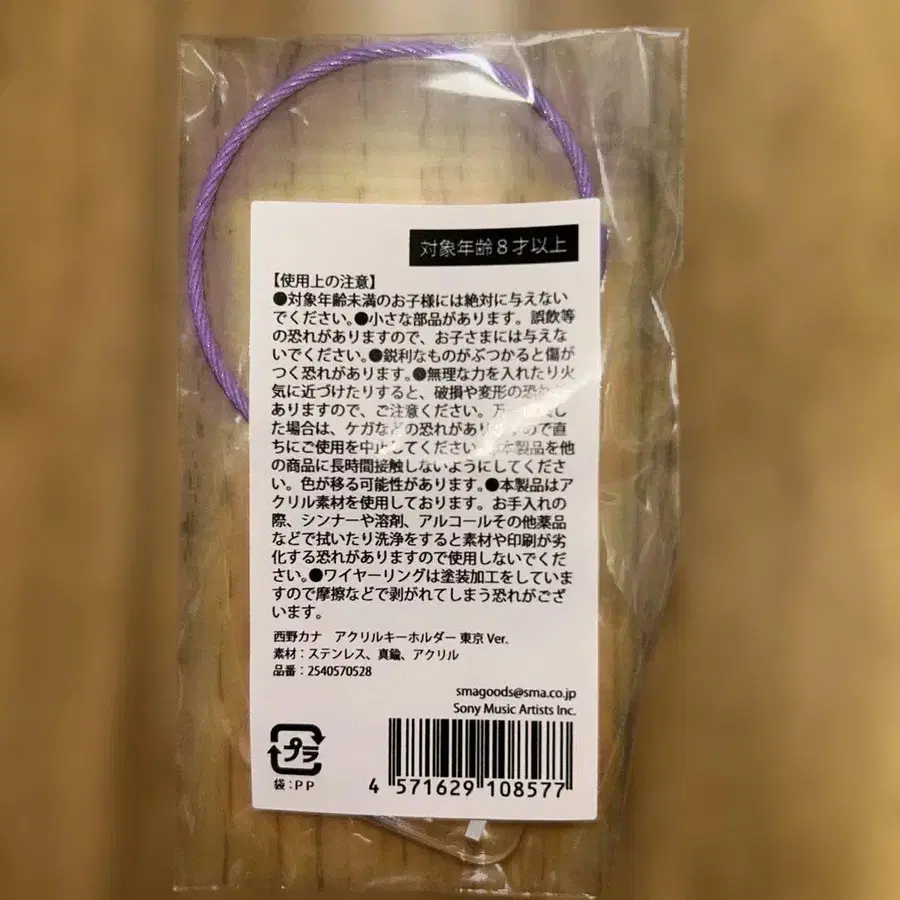 対象年齢8才以上
【使用上の注意】
●対象年齢未満のお子様には絶対に与えない
でください。●小さな部品があります。誤飲等
の恐れがありますので、お子さまには与えな
いでください。●鋭利なものがぶつかると傷が
つく恐れがあります。●無理な力を入れたり火
気に近づけたりすると、破損や変形の恐れが
ありますので、ご注意ください。万一
た場合は、ケガなどの恐れがありますので直
ちにご使用を中止してください。●本製品を他
の商品に長時間接触しないようにしてくださ
い。色が移る可能性があります。●本製品はア
クリル素材を使用しております。お手入れの
際、シンナーや溶剤、アルコールその他薬品
などで拭いたり洗浄をすると素材や印刷が劣
化する恐れがありますので使用しないでくだ
さい。●ワイヤーリングは塗装加工をしていま
すので摩擦などで剥がれてしまう恐れがござ
います。
西野カナ アクリルキーホルダー 東京 Ver.
素材：ステンレス、真鍮、アクリル
品番：2540570528
smagoods@sma.co.jp
Sony Music Artists Inc.
プラ
袋：PP
4 571629 108577